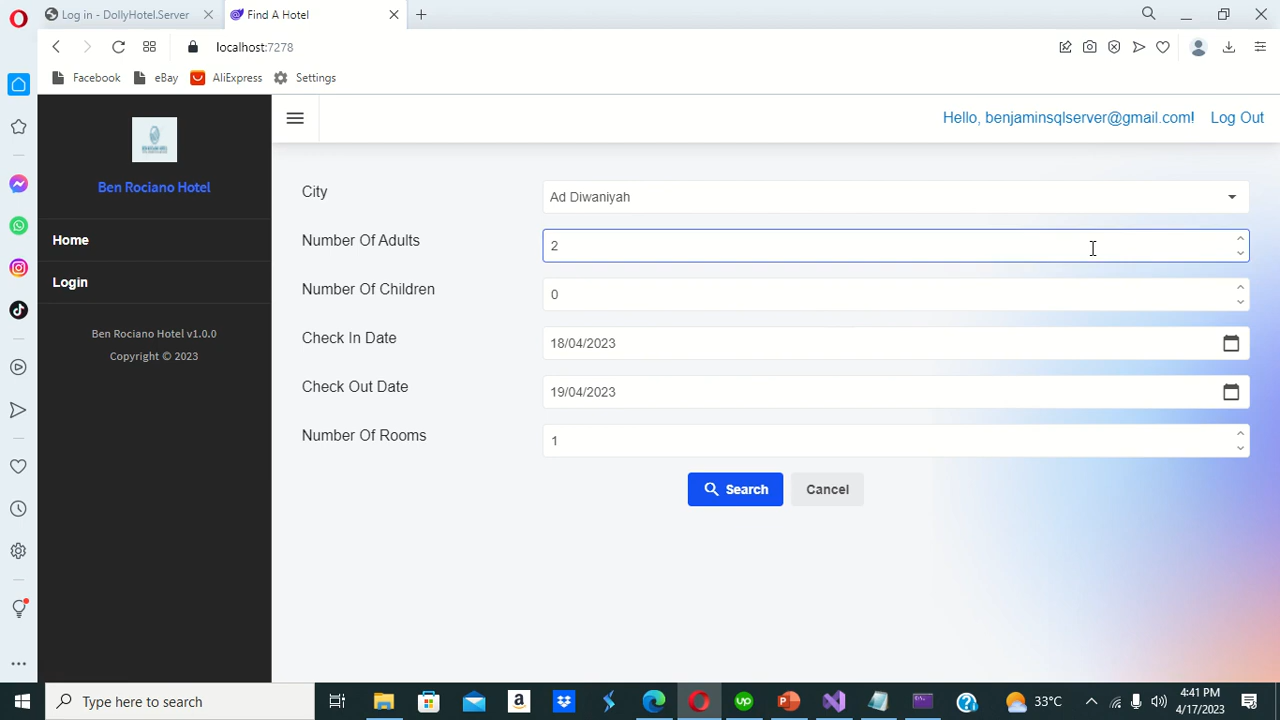 Log in - DollyHotel.Server
Find A Hotel
localhost:7278
Facebook
eBay
AliExpress
Settings
Ben Rociano Hotel
Home
Login
Ben Rociano Hotel v1.0.0
Copyright © 2023
Hello, benjaminsqlserver@gmail.com! Log Out
City
Ad Diwaniyah
Number Of Adults
2
Number Of Children
0
Check In Date
18/04/2023
Check Out Date
19/04/2023
Number Of Rooms
1
Search
Cancel
Type here to search
33°C
4:41 PM
4/17/2023